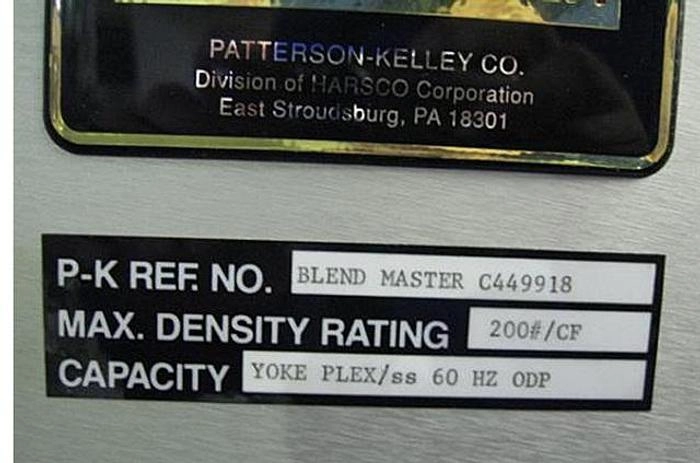 PATTERSON-KELLEY CO.
Division of HARSCO Corporation
East Stroudsburg, PA 18301
P-K REF. NO. BLEND MASTER C449918
MAX. DENSITY RATING 200#/CF
CAPACITY YOKE PLEX/ss 60 HZ ODP